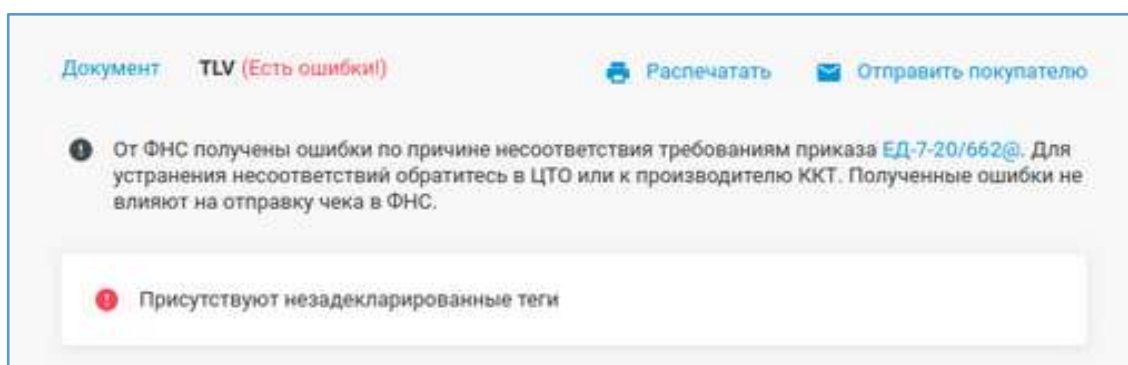 Документ TLV (Есть ошибки!) Распечатать Отправить покупателю
От ФНС получены ошибки по причине несоответствия требованиям приказа ЕД-7-20/662@. Для
устранения несоответствий обратитесь в ЦТО или к производителю ККТ. Полученные ошибки не
влияют на отправку чека в ФНС.
Присутствуют незадекларированные теги